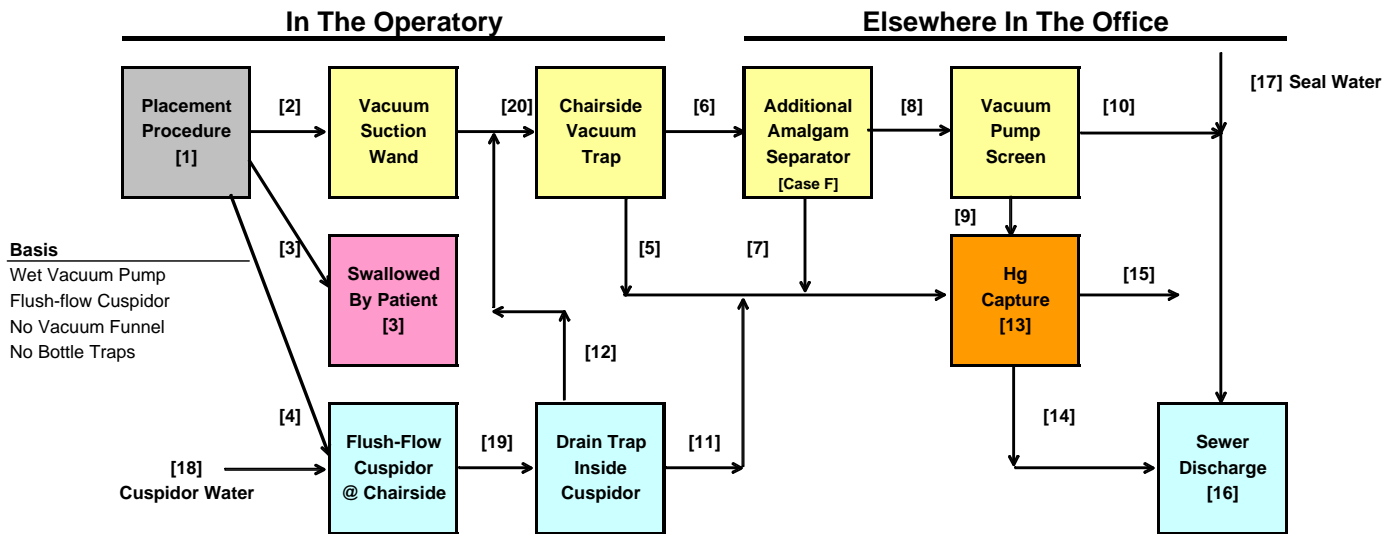 In The Operatory
Elsewhere In The Office
[17] Seal Water
Placement
Procedure
[1]
[2]
Vacuum
Suction
Wand
[20]
Chairside
Vacuum
Trap
[6]
Additional
Amalgam
Separator
[Case F]
[8]
Vacuum
Pump
Screen
[10]
Basis
Wet Vacuum Pump
Flush-flow Cuspidor
No Vacuum Funnel
No Bottle Traps
[3]
Swallowed
By Patient
[3]
[5]
[7]
[9]
Hg
Capture
[13]
[15]
[12]
[4]
[18]
Cuspidor Water
Flush-Flow
Cuspidor
@ Chairside
[19]
Drain Trap
Inside
Cuspidor
[11]
[14]
Sewer
Discharge
[16]